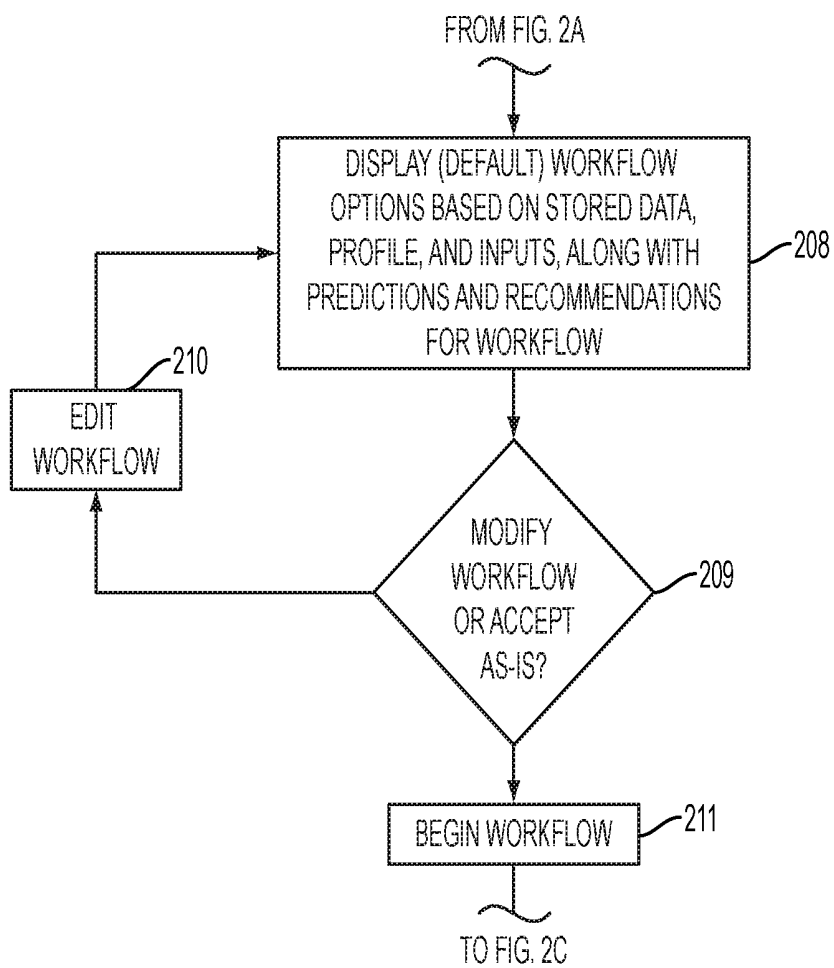 FROM FIG. 2A
DISPLAY (DEFAULT) WORKFLOW
OPTIONS BASED ON STORED DATA,
PROFILE, AND INPUTS, ALONG WITH
PREDICTIONS AND RECOMMENDATIONS
FOR WORKFLOW
208
210
EDIT
WORKFLOW
MODIFY
WORKFLOW
OR ACCEPT
AS-IS?
209
BEGIN WORKFLOW
211
TO FIG. 2C